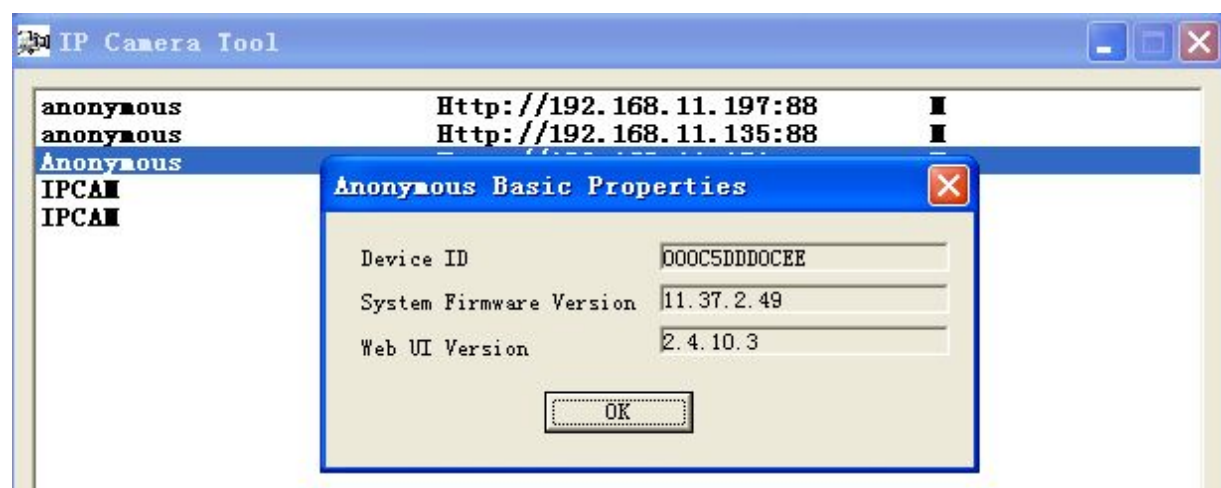 IP Camera Tool
anonymous Http://192.168.11.197:88
anonymous Http://192.168.11.135:88
Anonymous
IPCAM
IPCAM
Anonymous Basic Properties
Device ID 000C5DDD0CEE
System Firmware Version 11.37.2.49
Web UI Version 2.4.10.3
OK